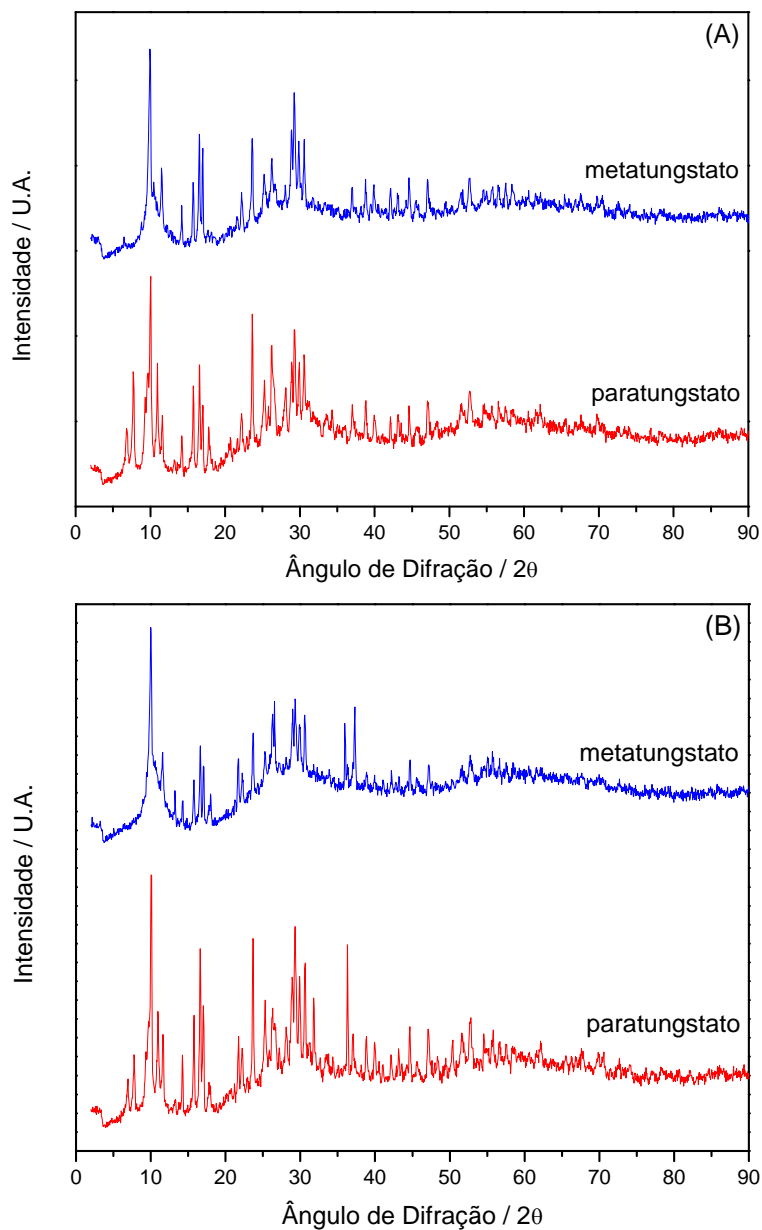 (A)
metatungstato
paratungstato
Intensidade / U.A.
0 10 20 30 40 50 60 70 80 90
Ângulo de Difração / 2θ
(B)
metatungstato
paratungstato
Intensidade / U.A.
0 10 20 30 40 50 60 70 80 90
Ângulo de Difração / 2θ